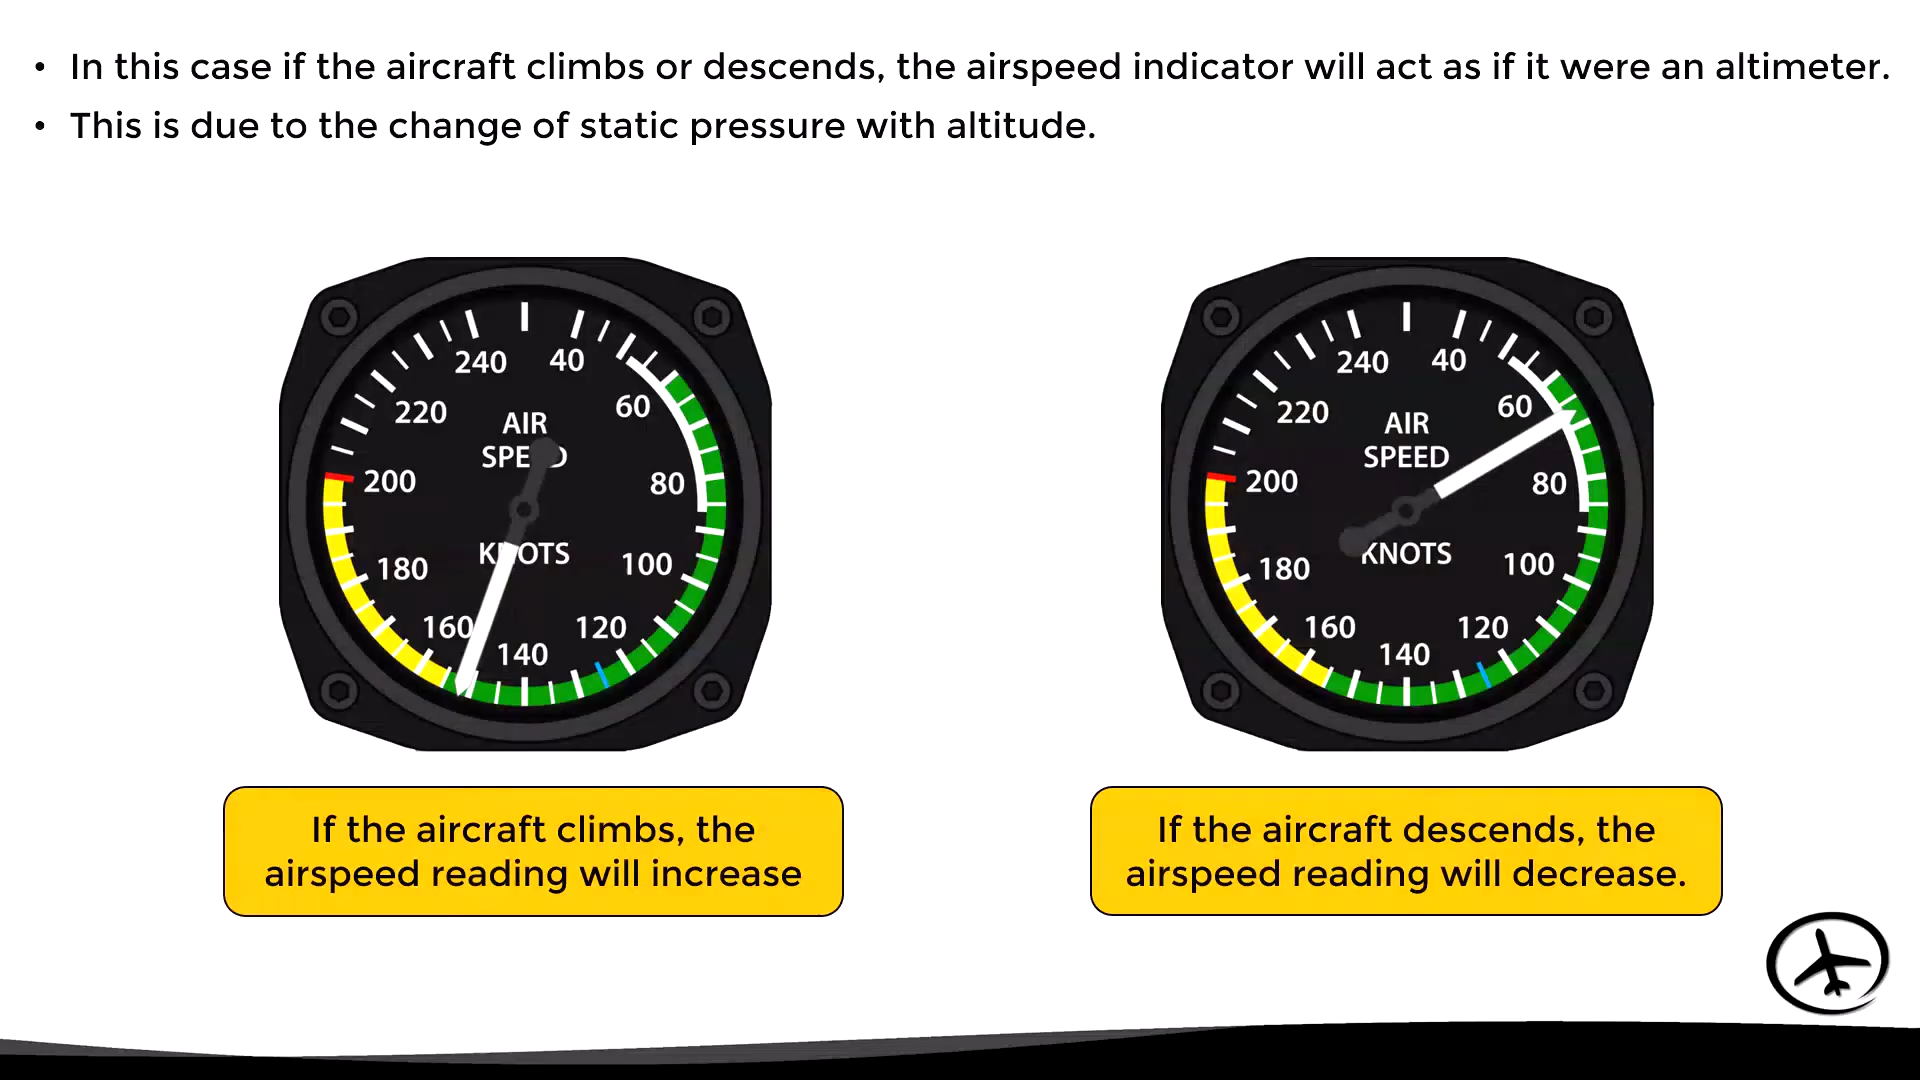 • In this case if the aircraft climbs or descends, the airspeed indicator will act as if it were an altimeter.
• This is due to the change of static pressure with altitude.
240 40
220 60
AIR
SPEED
200 80
KNOTS
180 100
160 120
140
240 40
220 60
AIR
SPEED
200 80
KNOTS
180 100
160 120
140
If the aircraft climbs, the
airspeed reading will increase
If the aircraft descends, the
airspeed reading will decrease.